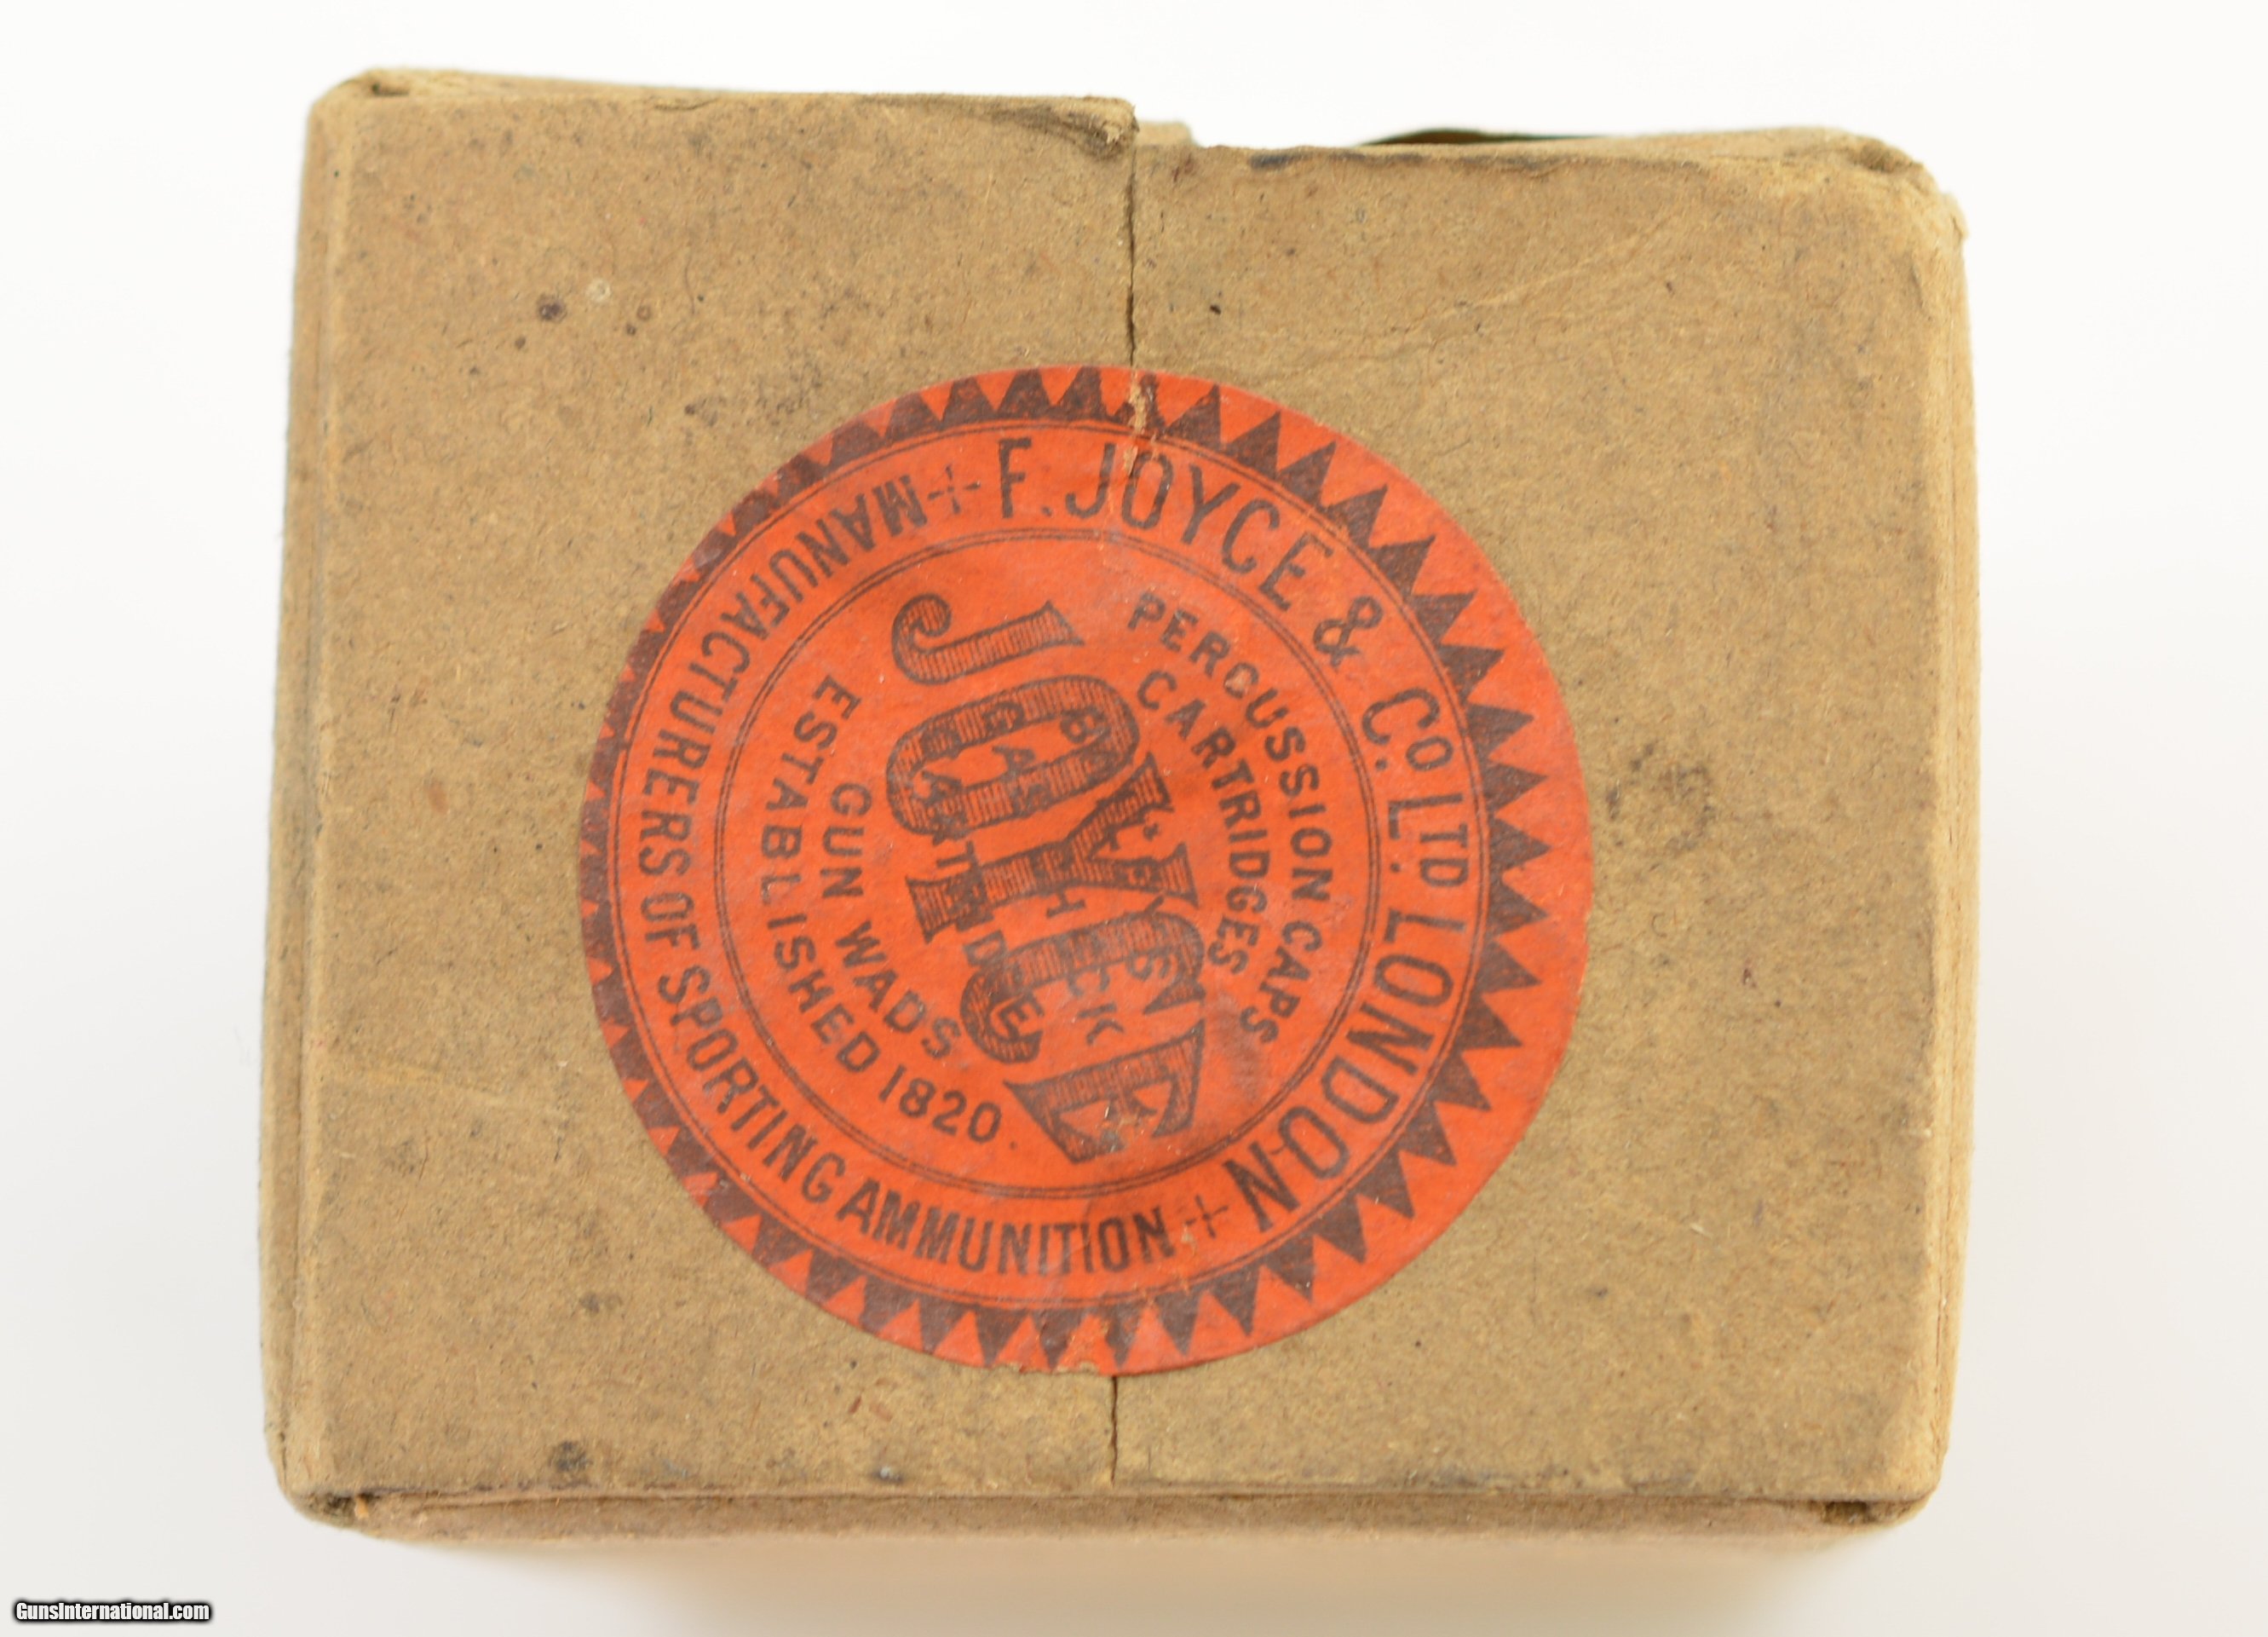 F. JOYCE & Co. LTD. LONDON
MANUFACTURERS OF SPORTING AMMUNITION
PERCUSSION CAPS
CARTRIDGES
JOYCE
GUN WADS
ESTABLISHED 1820.
GunsInternational.com